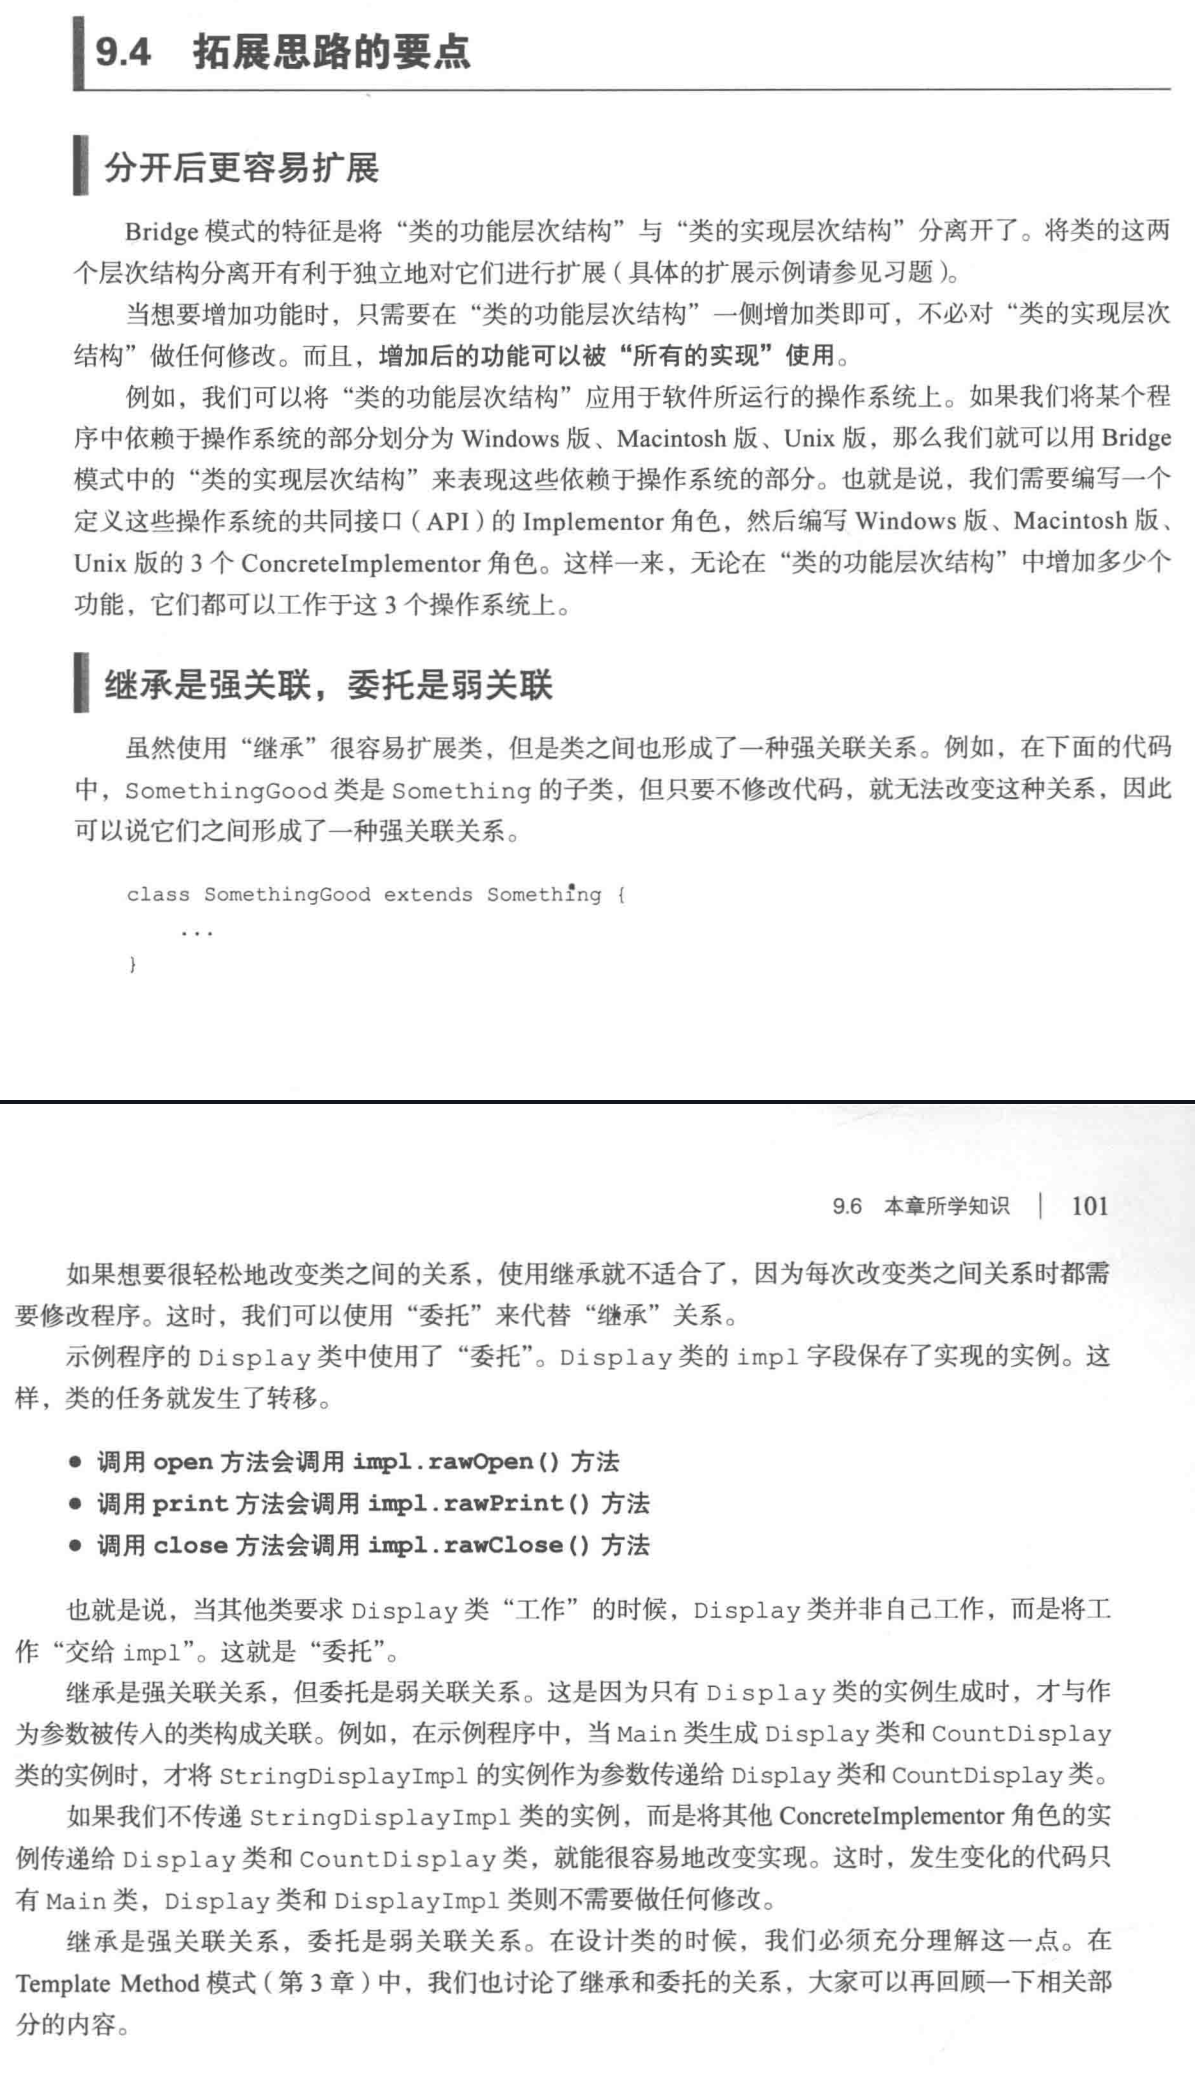 9.4 拓展思路的要点
分开后更容易扩展
Bridge 模式的特征是将“类的功能层次结构”与“类的实现层次结构”分离开了。将类的这两
个层次结构分离开有利于独立地对它们进行扩展（具体的扩展示例请参见习题）。
当想要增加功能时，只需要在“类的功能层次结构”一侧增加类即可，不必对“类的实现层次
结构”做任何修改。而且，增加后的功能可以被“所有的实现”使用。
例如，我们可以将“类的功能层次结构”应用于软件所运行的操作系统上。如果我们将某个程
序中依赖于操作系统的部分划分为 Windows 版、Macintosh 版、Unix 版，那么我们就可以用 Bridge
模式中的“类的实现层次结构”来表现这些依赖于操作系统的部分。也就是说，我们需要编写一个
定义这些操作系统的共同接口（API）的 Implementor 角色，然后编写 Windows 版、Macintosh 版、
Unix 版的 3 个 ConcreteImplementor 角色。这样一来，无论在“类的功能层次结构”中增加多少个
功能，它们都可以工作于这 3 个操作系统上。
继承是强关联，委托是弱关联
虽然使用“继承”很容易扩展类，但是类之间也形成了一种强关联关系。例如，在下面的代码
中，SomethingGood 类是 Something 的子类，但只要不修改代码，就无法改变这种关系，因此
可以说它们之间形成了一种强关联关系。
class SomethingGood extends Something {
...
}
9.6 本章所学知识 | 101
如果想要很轻松地改变类之间的关系，使用继承就不适合了，因为每次改变类之间关系时都需
要修改程序。这时，我们可以使用“委托”来代替“继承”关系。
示例程序的 Display 类中使用了“委托”。Display 类的 impl 字段保存了实现的实例。这
样，类的任务就发生了转移。
● 调用 open 方法会调用 impl.rawOpen() 方法
● 调用 print 方法会调用 impl.rawPrint() 方法
● 调用 close 方法会调用 impl.rawClose() 方法
也就是说，当其他类要求 Display 类“工作”的时候，Display 类并非自己工作，而是将工
作“交给 impl”。这就是“委托”。
继承是强关联关系，但委托是弱关联关系。这是因为只有 Display 类的实例生成时，才与作
为参数被传入的类构成关联。例如，在示例程序中，当 Main 类生成 Display 类和 CountDisplay
类的实例时，才将 StringDisplayImpl 的实例作为参数传递给 Display 类和 CountDisplay 类。
如果我们不传递 StringDisplayImpl 类的实例，而是将其他 ConcreteImplementor 角色的实
例传递给 Display 类和 CountDisplay 类，就能很容易地改变实现。这时，发生变化的代码只
有 Main 类，Display 类和 DisplayImpl 类则不需要做任何修改。
继承是强关联关系，委托是弱关联关系。在设计类的时候，我们必须充分理解这一点。在
Template Method 模式（第 3 章）中，我们也讨论了继承和委托的关系，大家可以再回顾一下相关部
分的内容。